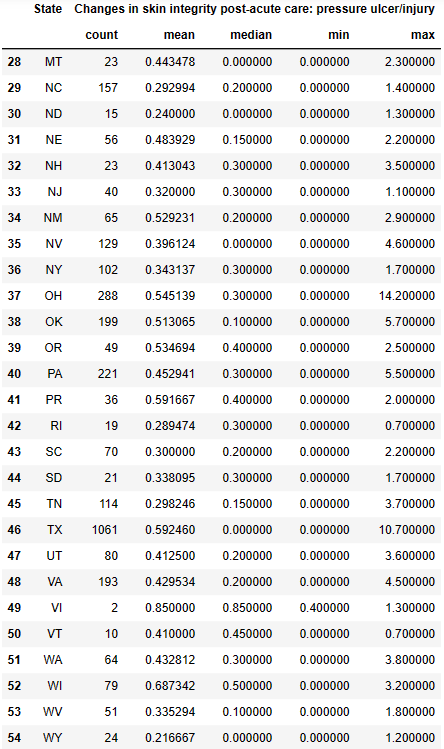 State Changes in skin integrity post-acute care: pressure ulcer/injury
count mean median min max
28 MT 23 0.443478 0.000000 0.000000 2.300000
29 NC 157 0.292994 0.200000 0.000000 1.400000
30 ND 15 0.240000 0.000000 0.000000 1.300000
31 NE 56 0.483929 0.150000 0.000000 2.200000
32 NH 23 0.413043 0.300000 0.000000 3.500000
33 NJ 40 0.320000 0.300000 0.000000 1.100000
34 NM 65 0.529231 0.200000 0.000000 2.900000
35 NV 129 0.396124 0.000000 0.000000 4.600000
36 NY 102 0.343137 0.300000 0.000000 1.700000
37 OH 288 0.545139 0.300000 0.000000 14.200000
38 OK 199 0.513065 0.100000 0.000000 5.700000
39 OR 49 0.534694 0.400000 0.000000 2.500000
40 PA 221 0.452941 0.300000 0.000000 5.500000
41 PR 36 0.591667 0.400000 0.000000 2.000000
42 RI 19 0.289474 0.300000 0.000000 0.700000
43 SC 70 0.300000 0.200000 0.000000 2.200000
44 SD 21 0.338095 0.300000 0.000000 1.700000
45 TN 114 0.298246 0.150000 0.000000 3.700000
46 TX 1061 0.592460 0.000000 0.000000 10.700000
47 UT 80 0.412500 0.200000 0.000000 3.600000
48 VA 193 0.429534 0.200000 0.000000 4.500000
49 VI 2 0.850000 0.850000 0.400000 1.300000
50 VT 10 0.410000 0.450000 0.000000 0.700000
51 WA 64 0.432812 0.300000 0.000000 3.800000
52 WI 79 0.687342 0.500000 0.000000 3.200000
53 WV 51 0.335294 0.100000 0.000000 1.800000
54 WY 24 0.216667 0.000000 0.000000 1.200000